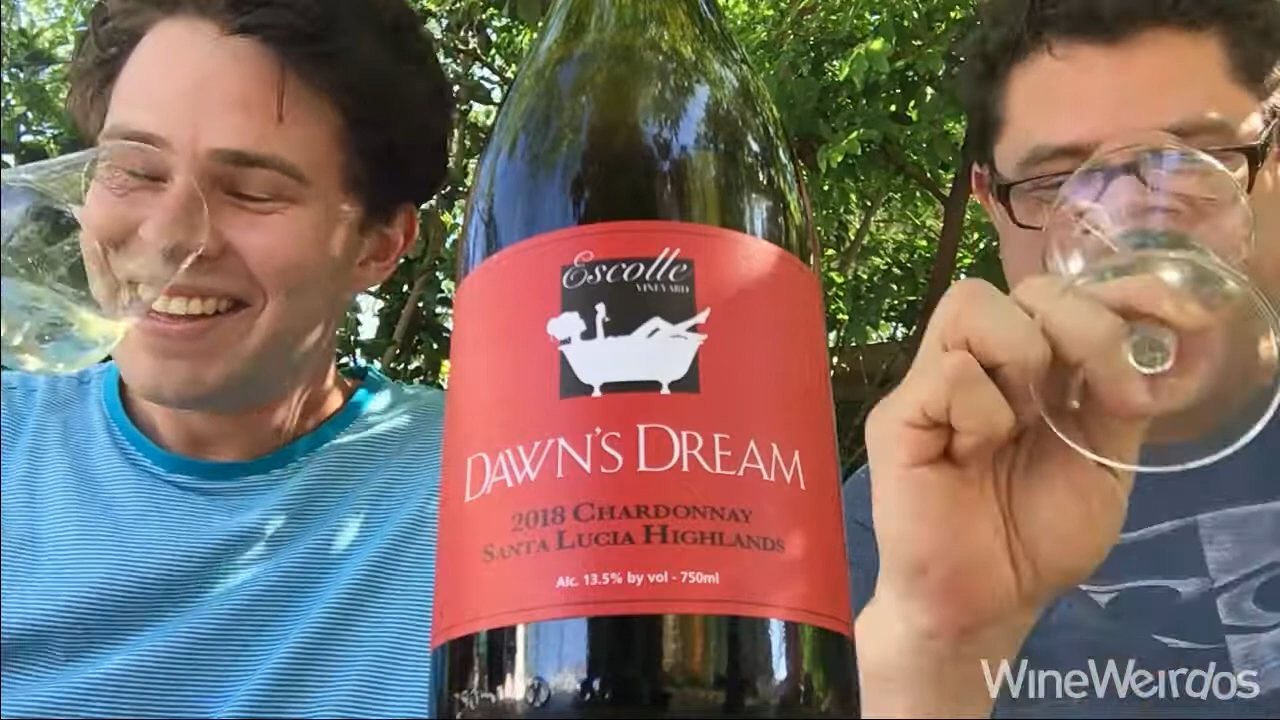 Escolle
VINEYARD
DAWN'S DREAM
2018 CHARDONNAY
SANTA LUCIA HIGHLANDS
Alc. 13.5% by vol - 750ml
WineWeirdos